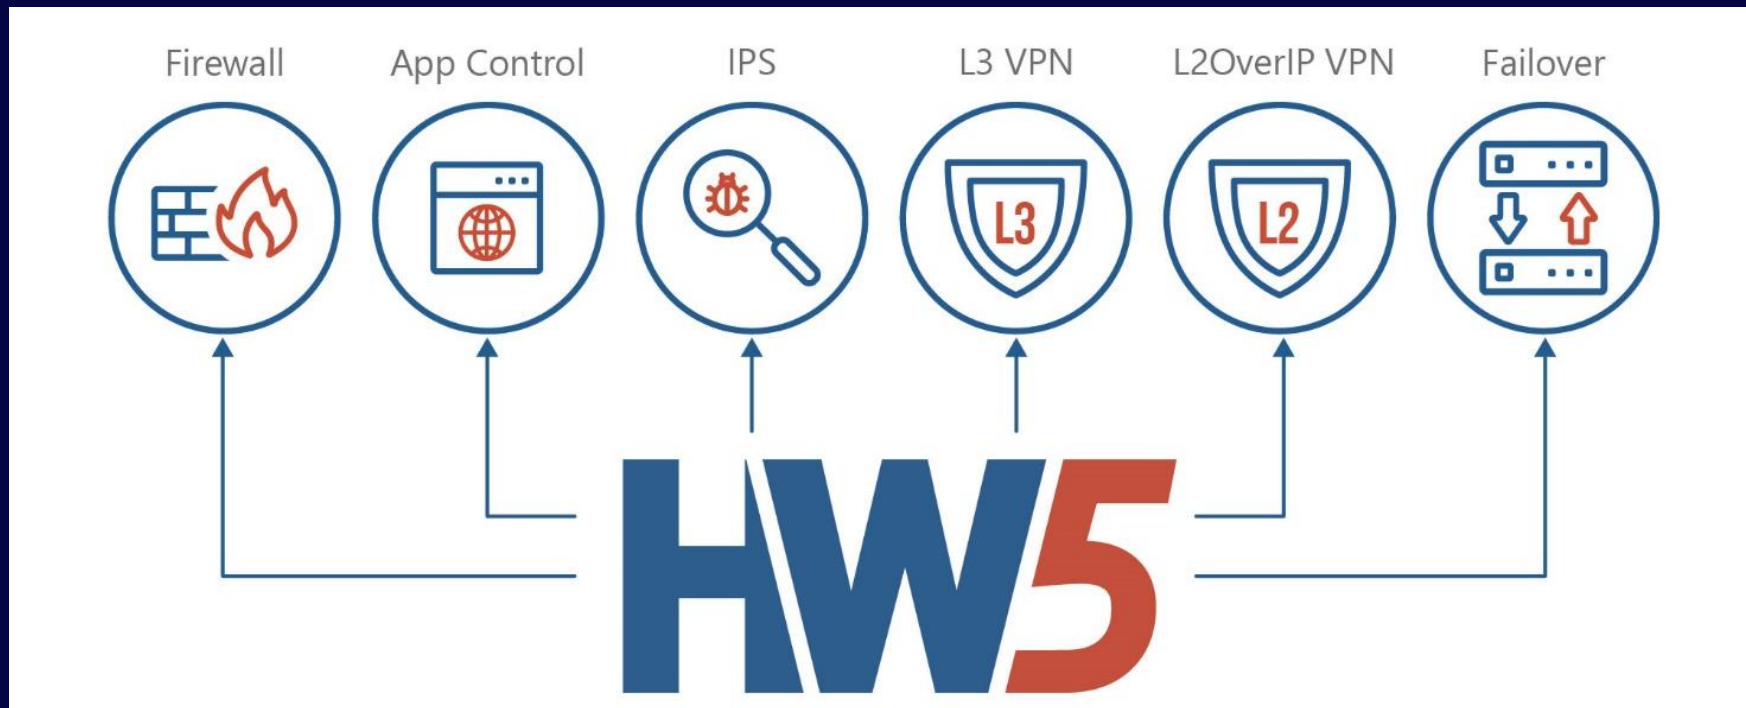 Firewall
App Control
IPS
L3 VPN
L2OverIP VPN
Failover
L3
L2
HW5